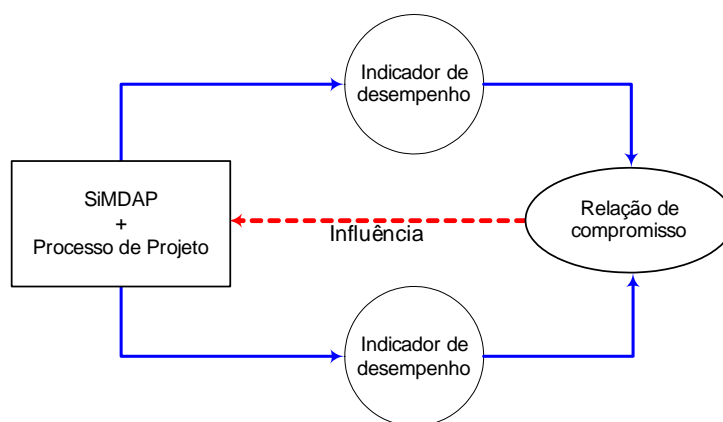 Indicador de
desempenho
SiMDAP
+
Processo de Projeto
Influência
Relação de
compromisso
Indicador de
desempenho